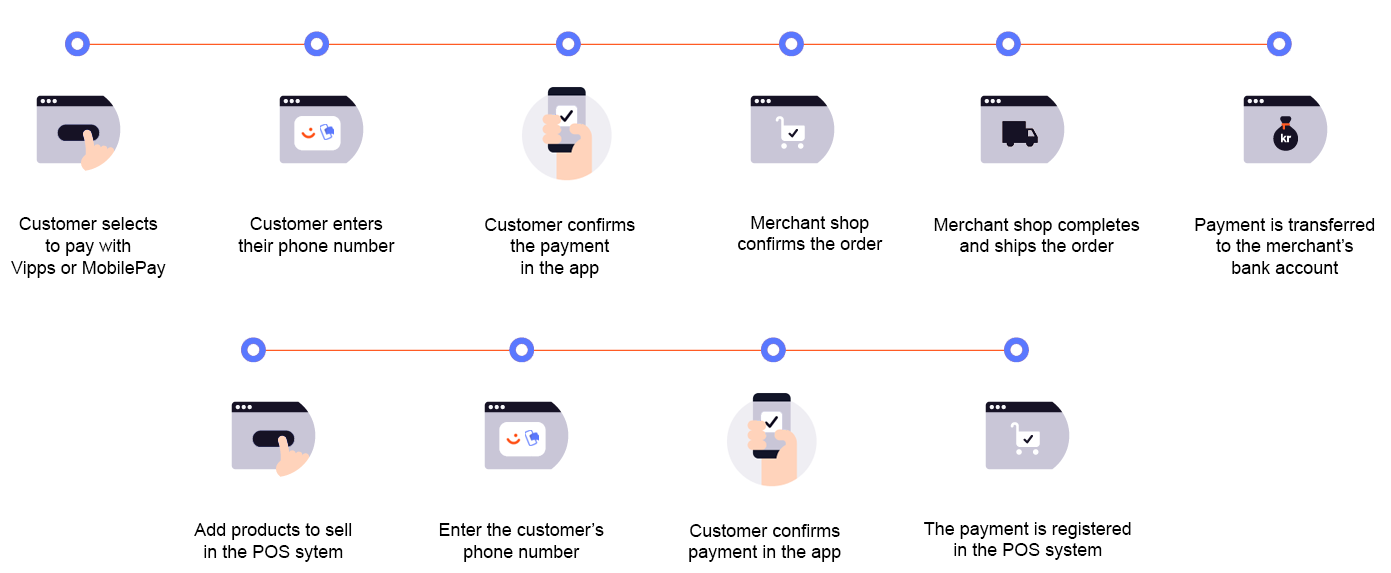 Customer selects
to pay with
Vipps or MobilePay
Customer enters
their phone number
Customer confirms
the payment
in the app
Merchant shop
confirms the order
Merchant shop completes
and ships the order
kr
Payment is transferred
to the merchant’s
bank account
Add products to sell
in the POS sytem
Enter the customer’s
phone number
Customer confirms
payment in the app
The payment is registered
in the POS system